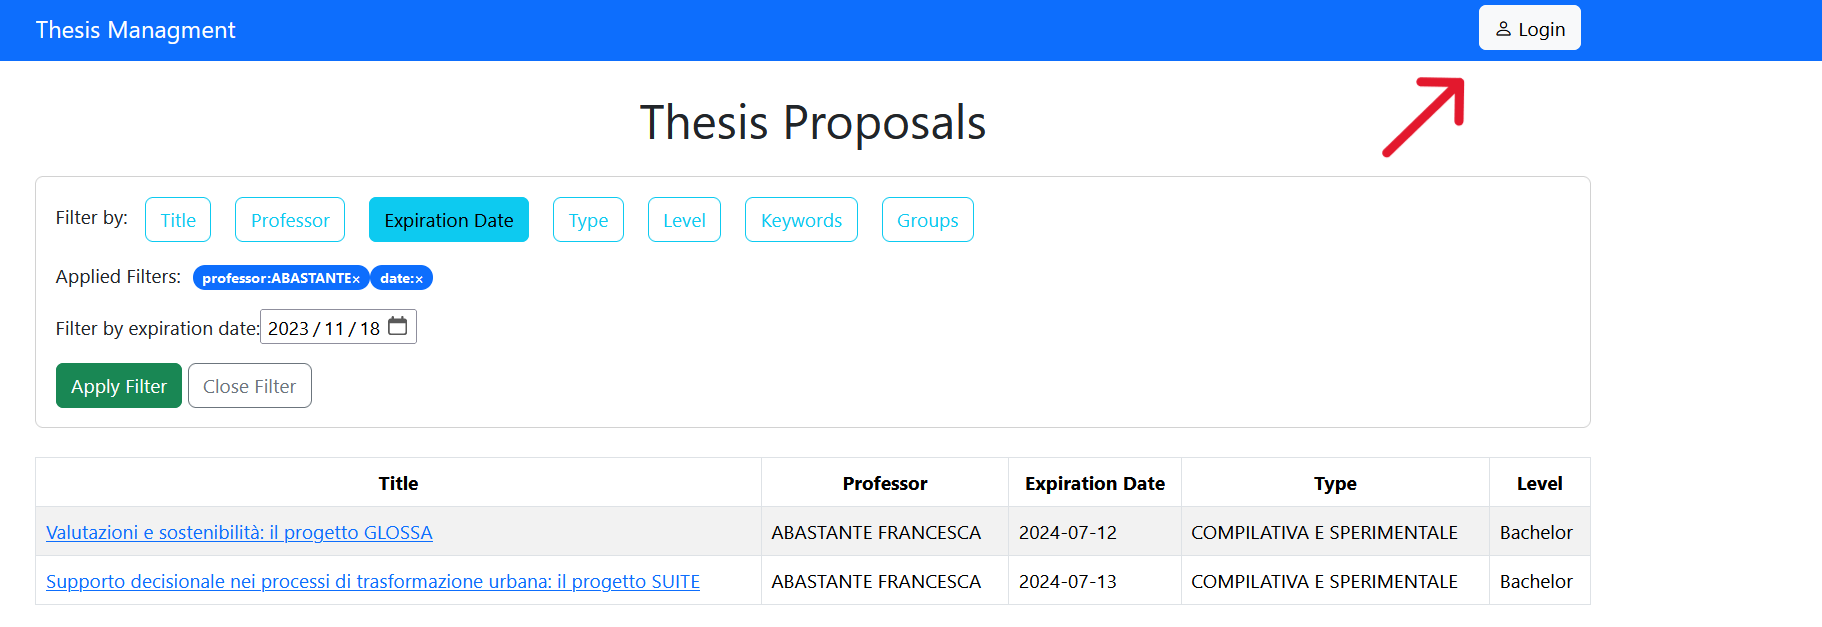 Thesis Managment
Login
Thesis Proposals
Filter by: Title Professor Expiration Date Type Level Keywords Groups
Applied Filters: professor:ABASTANTE× date:×
Filter by expiration date: 2023/11/18
Apply Filter Close Filter
Title Professor Expiration Date Type Level
Valutazioni e sostenibilità: il progetto GLOSSA ABASTANTE FRANCESCA 2024-07-12 COMPILATIVA E SPERIMENTALE Bachelor
Supporto decisionale nei processi di trasformazione urbana: il progetto SUITE ABASTANTE FRANCESCA 2024-07-13 COMPILATIVA E SPERIMENTALE Bachelor